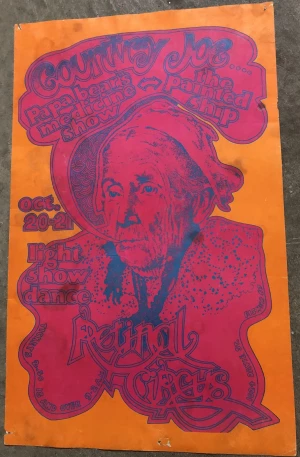 Country Joe
Papa bear's
medicine
show
the
painted
ship
oct.
20-21
light
show
dance
Retinal
Circus